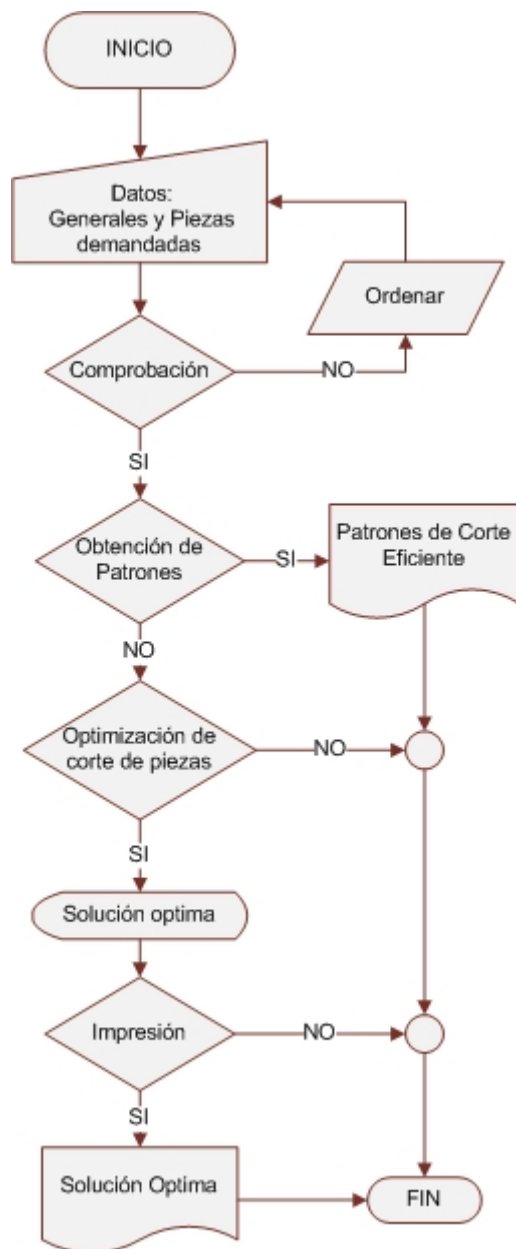 INICIO
Datos:
Generales y Piezas
demandadas
Ordenar
Comprobación
NO
SI
Obtención de
Patrones
SI
Patrones de Corte
Eficiente
NO
Optimización de
corte de piezas
NO
SI
Solución optima
Impresión
NO
SI
Solución Optima
FIN